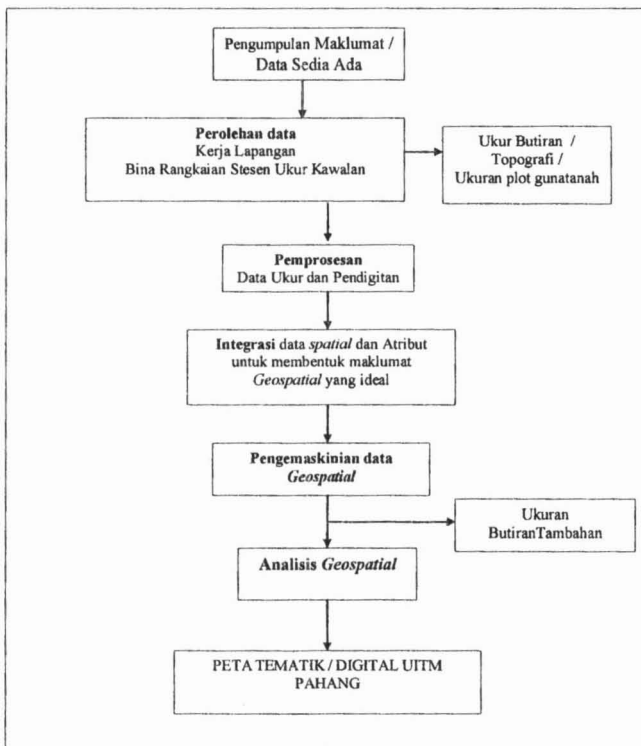 Pengumpulan Maklumat /
Data Sedia Ada
Perolehan data
Kerja Lapangan
Bina Rangkaian Stesen Ukur Kawalan
Ukur Butiran /
Topografi /
Ukuran plot gunatanah
Pemprosesan
Data Ukur dan Pendigitan
Integrasi data spatial dan Atribut
untuk membentuk maklumat
Geospatial yang ideal
Pengemaskinian data
Geospatial
Ukuran
ButiranTambahan
Analisis Geospatial
PETA TEMATIK / DIGITAL UITM
PAHANG